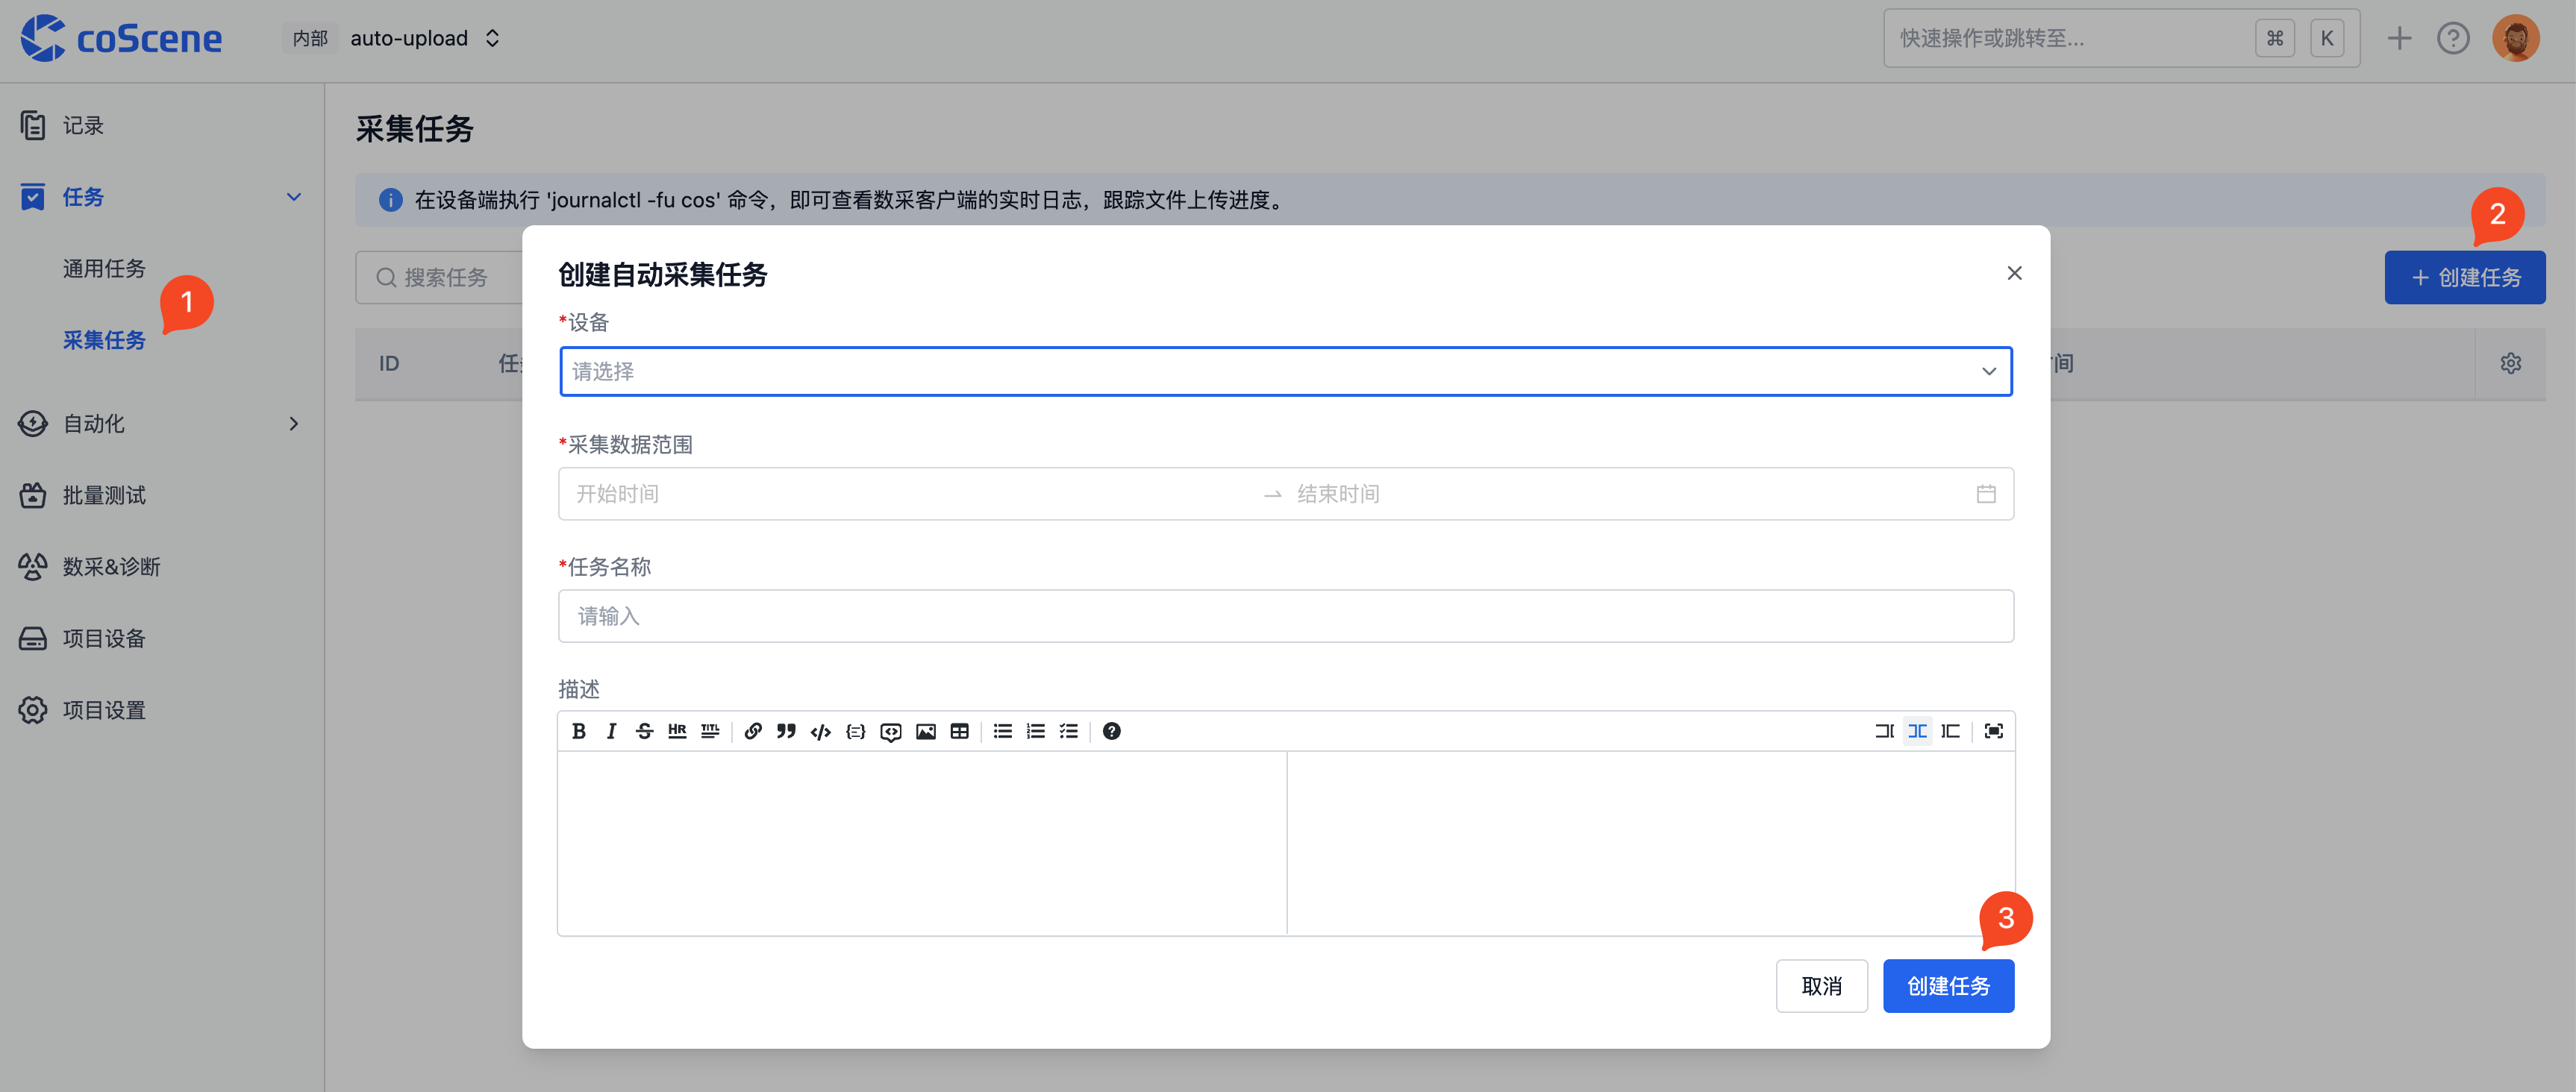 coScene
内部 auto-upload
快速操作或跳转至... ⌘ K
记录
任务
通用任务
1
采集任务
自动化
批量测试
数采&诊断
项目设备
项目设置
采集任务
在设备端执行 'journalctl -fu cos' 命令，即可查看数采客户端的实时日志，跟踪文件上传进度。
2
搜索任务
+ 创建任务
ID
间
创建自动采集任务
*设备
请选择
*采集数据范围
开始时间 → 结束时间
*任务名称
请输入
描述
B I S HR TITL
3
取消 创建任务